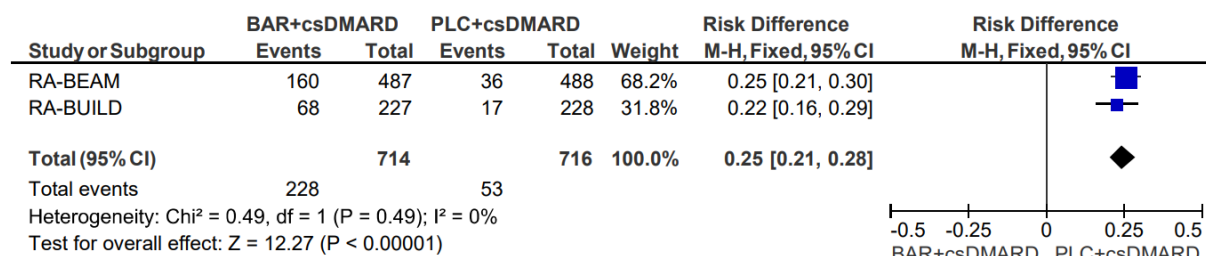 BAR+csDMARD PLC+csDMARD Risk Difference Risk Difference
Study or Subgroup Events Total Events Total Weight M-H, Fixed, 95% CI M-H, Fixed, 95% CI
RA-BEAM 160 487 36 488 68.2% 0.25 [0.21, 0.30]
RA-BUILD 68 227 17 228 31.8% 0.22 [0.16, 0.29]
Total (95% CI) 714 716 100.0% 0.25 [0.21, 0.28]
Total events 228 53
Heterogeneity: Chi² = 0.49, df = 1 (P = 0.49); I² = 0%
Test for overall effect: Z = 12.27 (P < 0.00001)
-0.5 -0.25 0 0.25 0.5
BAR+csDMARD PLC+csDMARD